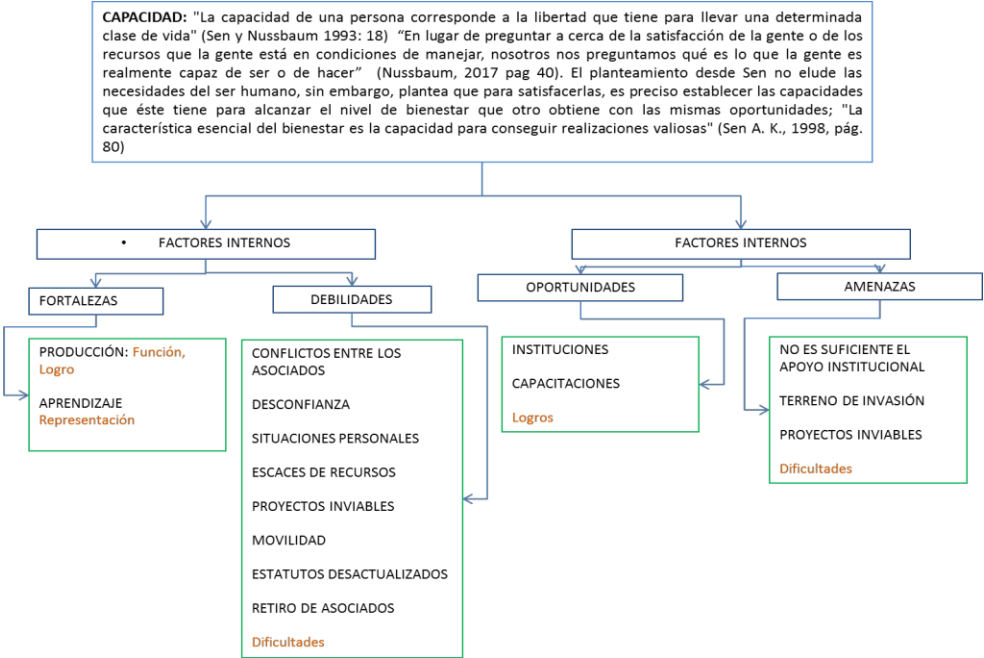 CAPACIDAD: "La capacidad de una persona corresponde a la libertad que tiene para llevar una determinada
clase de vida" (Sen y Nussbaum 1993: 18) “En lugar de preguntar a cerca de la satisfacción de la gente o de los
recursos que la gente está en condiciones de manejar, nosotros nos preguntamos qué es lo que la gente es
realmente capaz de ser o de hacer” (Nussbaum, 2017 pag 40). El planteamiento desde Sen no elude las
necesidades del ser humano, sin embargo, plantea que para satisfacerlas, es preciso establecer las capacidades
que éste tiene para alcanzar el nivel de bienestar que otro obtiene con las mismas oportunidades; "La
característica esencial del bienestar es la capacidad para conseguir realizaciones valiosas" (Sen A. K., 1998, pág.
80)
• FACTORES INTERNOS
FACTORES INTERNOS
FORTALEZAS
DEBILIDADES
OPORTUNIDADES
AMENAZAS
PRODUCCIÓN: Función,
Logro
APRENDIZAJE
Representación
CONFLICTOS ENTRE LOS
ASOCIADOS
DESCONFIANZA
SITUACIONES PERSONALES
ESCACES DE RECURSOS
PROYECTOS INVIABLES
MOVILIDAD
ESTATUTOS DESACTUALIZADOS
RETIRO DE ASOCIADOS
Dificultades
INSTITUCIONES
CAPACITACIONES
Logros
NO ES SUFICIENTE EL
APOYO INSTITUCIONAL
TERRENO DE INVASIÓN
PROYECTOS INVIABLES
Dificultades